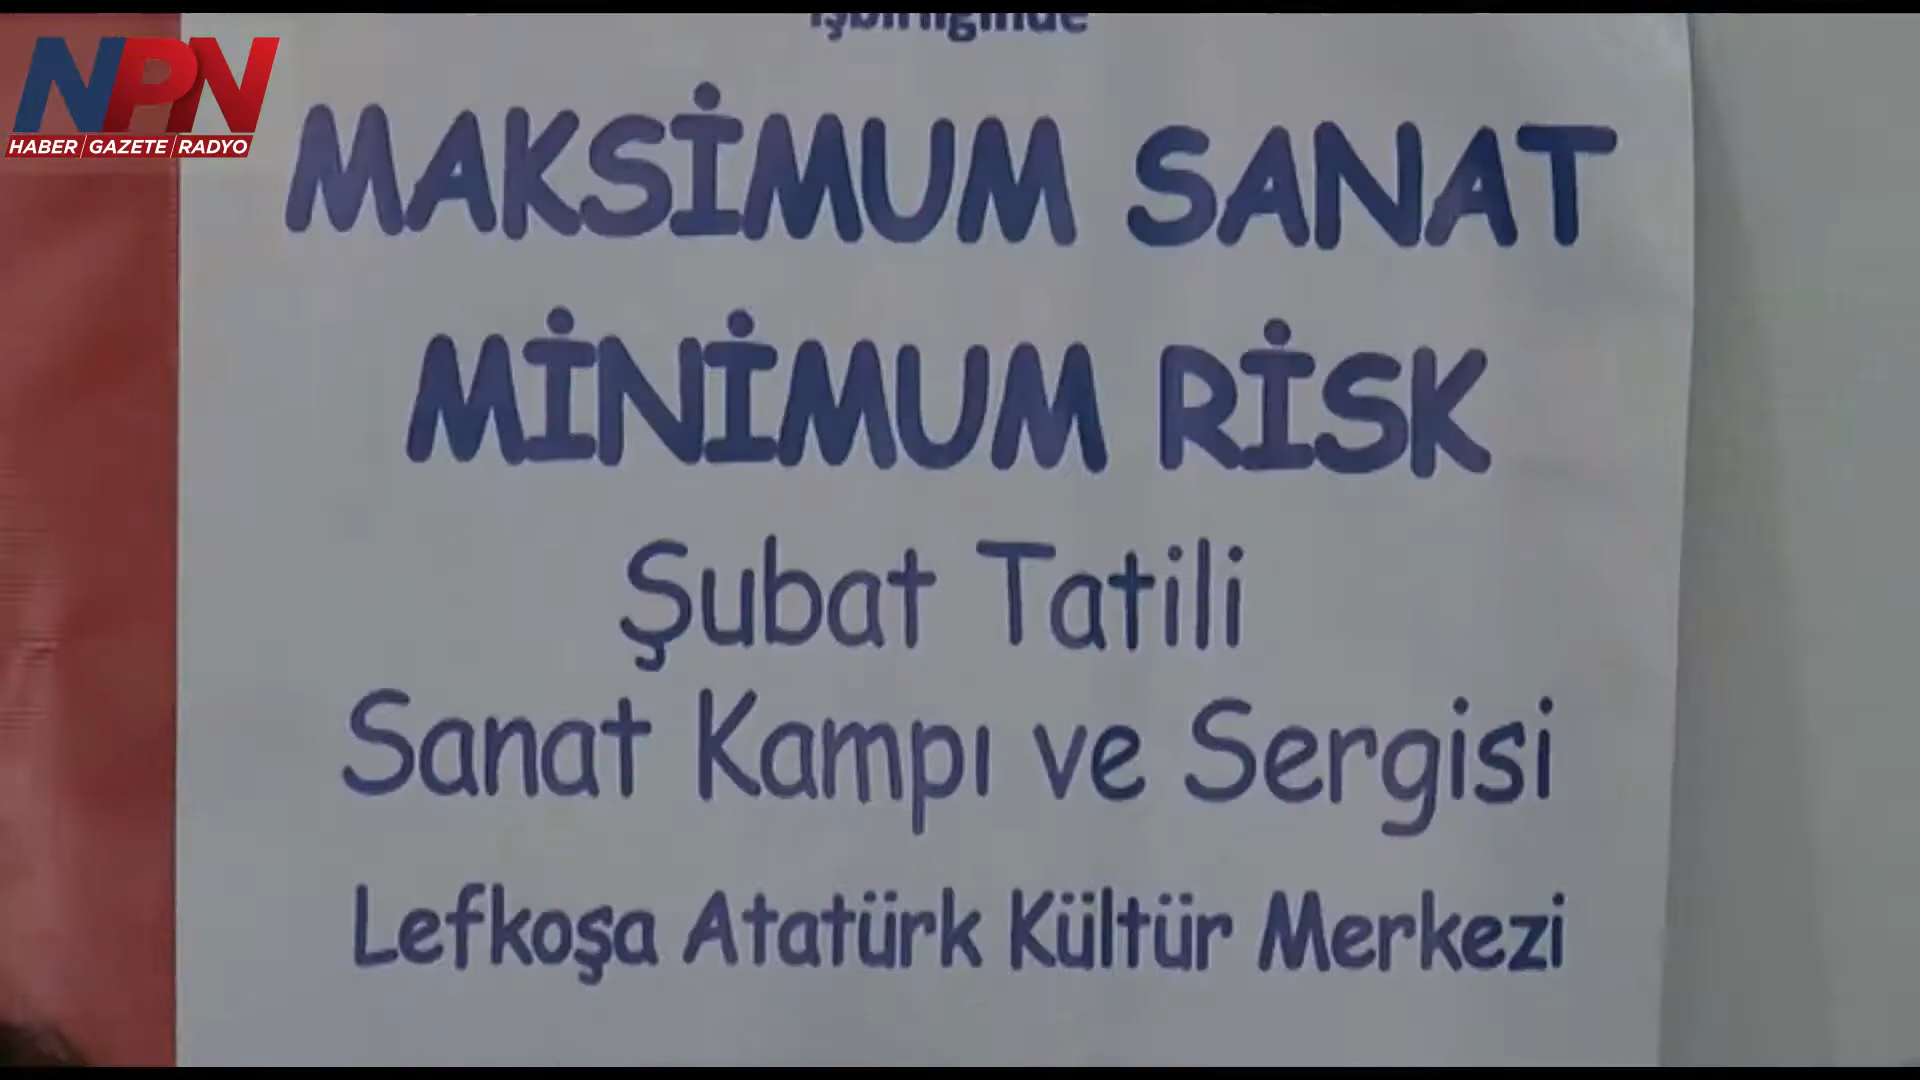 işbirliğinde
NPN
HABER/GAZETE/RADYO
MAKSİMUM SANAT
MİNİMUM RİSK
Şubat Tatili
Sanat Kampı ve Sergisi
Lefkoşa Atatürk Kültür Merkezi